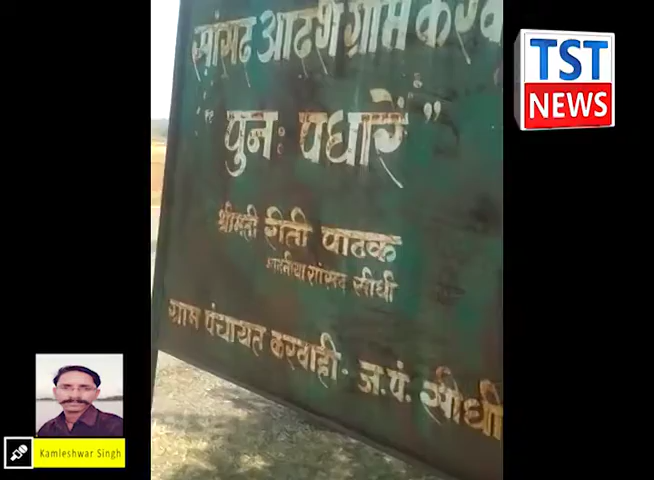 सांसद आदर्श ग्राम करवा
TST
NEWS
"पुनः पधारें"
श्रीमती रीती पाठक
माननीया सांसद सीधी
ग्राम पंचायत करवाही - ज.पं. सीधी
Kamleshwar Singh